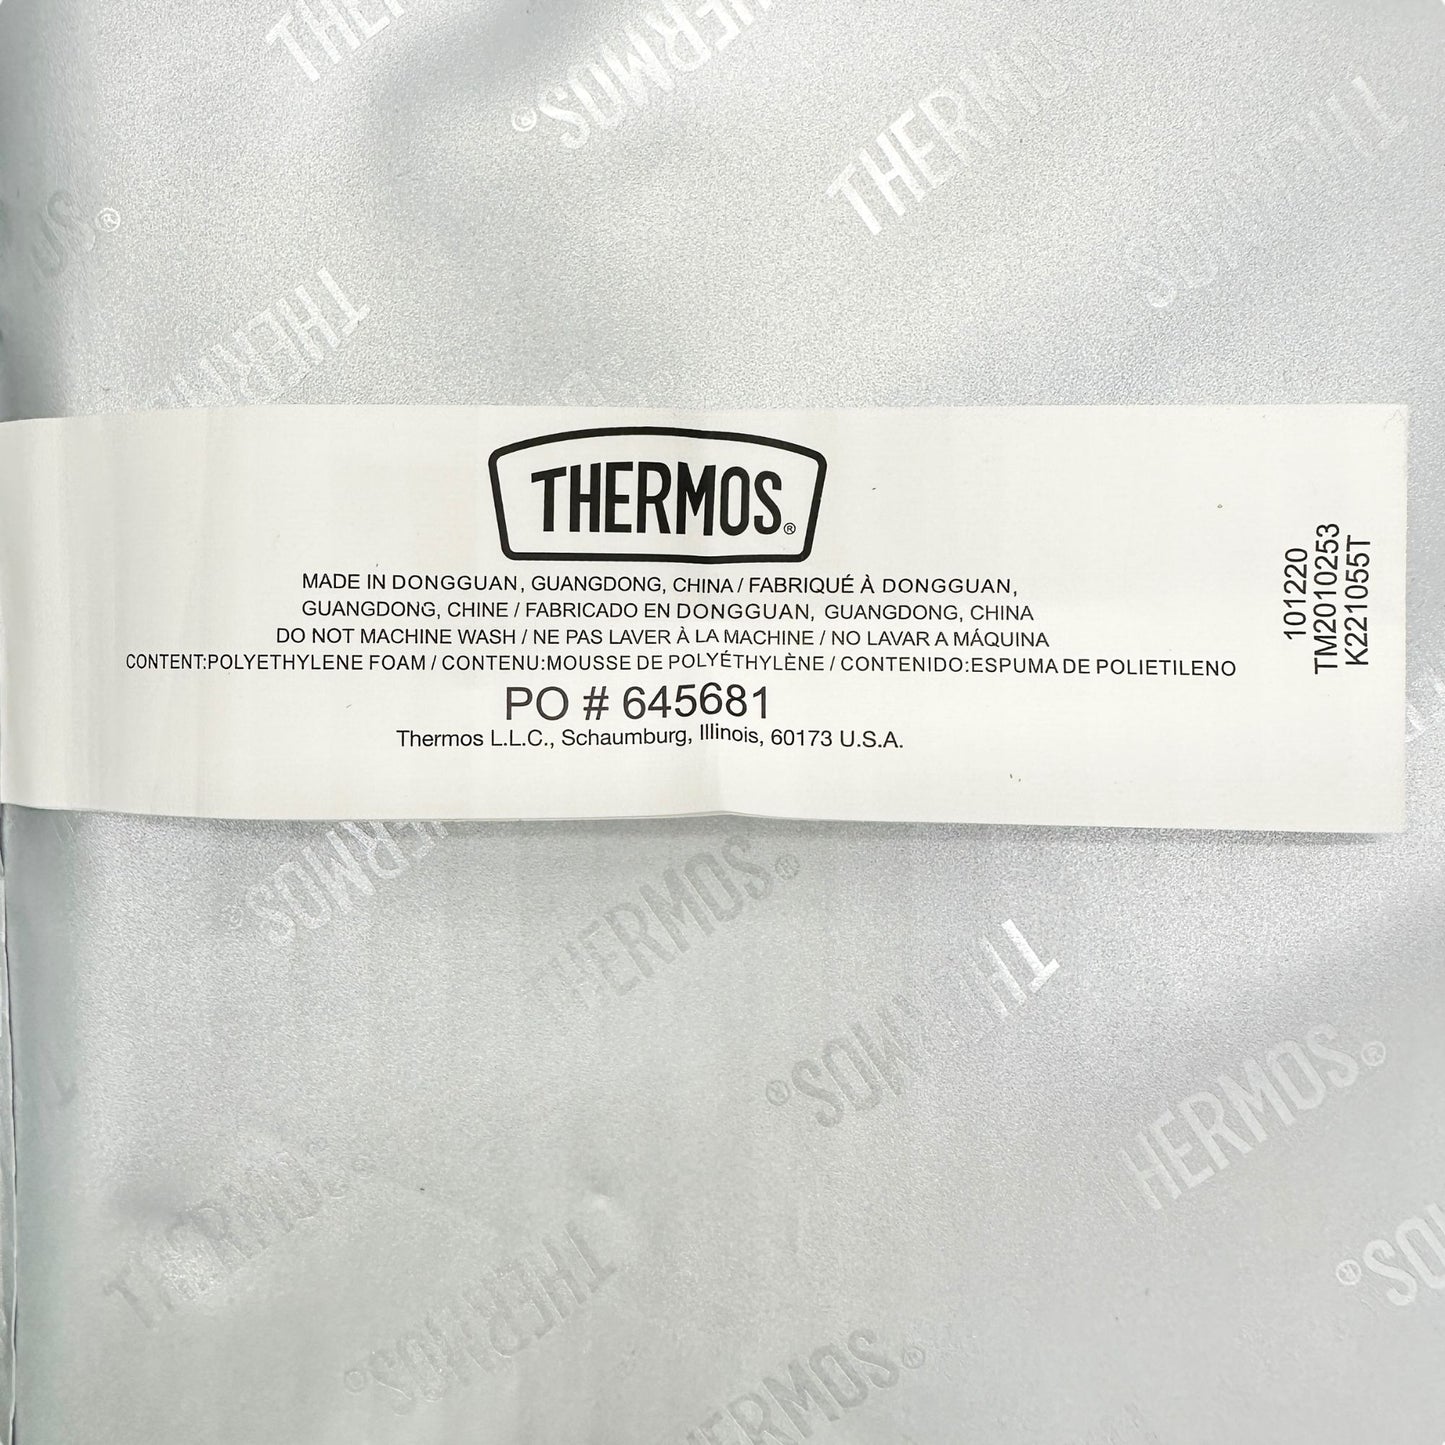 THERMOS®
MADE IN DONGGUAN, GUANGDONG, CHINA / FABRIQUÉ À DONGGUAN,
GUANGDONG, CHINE / FABRICADO EN DONGGUAN, GUANGDONG, CHINA
DO NOT MACHINE WASH / NE PAS LAVER À LA MACHINE / NO LAVAR A MÁQUINA
CONTENT:POLYETHYLENE FOAM / CONTENU:MOUSSE DE POLYÉTHYLÈNE / CONTENIDO:ESPUMA DE POLIETILENO
PO # 645681
Thermos L.L.C., Schaumburg, Illinois, 60173 U.S.A.
101220
TM2010253
K221055T
THERMOS®
THERMOS
THERMOS
THERMOS®
THERMOS®
THERMOS®
THERMOS
THERMOS®